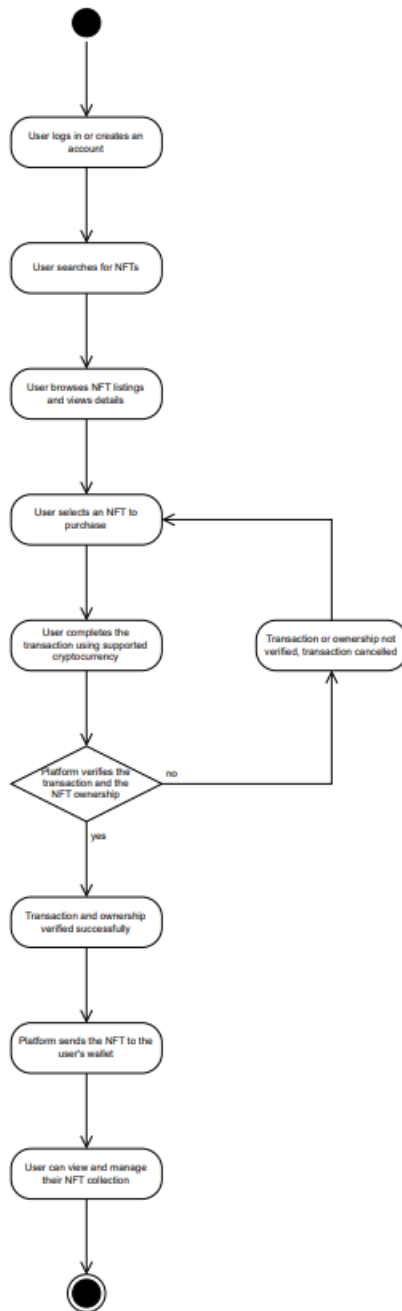 User logs in or creates an
account
User searches for NFTs
User browses NFT listings
and views details
User selects an NFT to
purchase
User completes the
transaction using supported
cryptocurrency
Transaction or ownership not
verified, transaction cancelled
Platform verifies the
transaction and the
NFT ownership
no
yes
Transaction and ownership
verified successfully
Platform sends the NFT to the
user's wallet
User can view and manage
their NFT collection